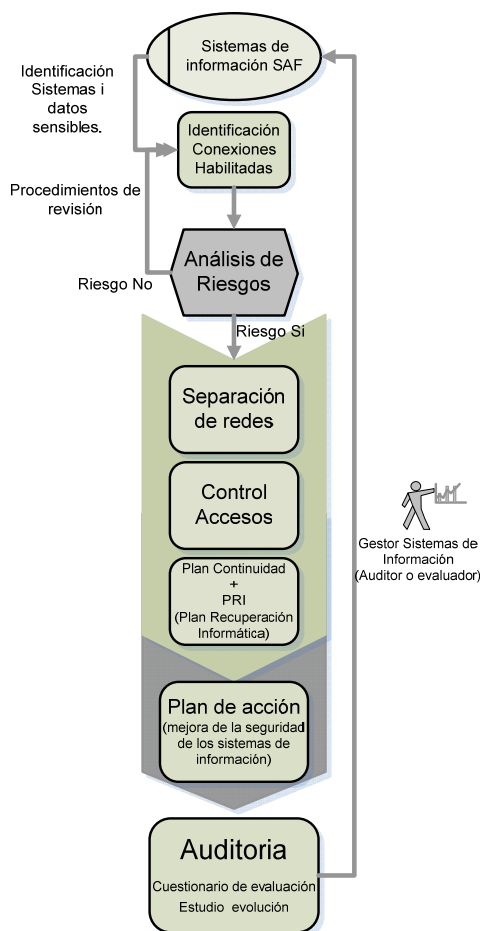 Sistemas de
información SAF
Identificación
Sistemas i
datos
sensibles.
Identificación
Conexiones
Habilitadas
Procedimientos de
revisión
Análisis de
Riesgos
Riesgo No
Riesgo Si
Separación
de redes
Control
Accesos
Plan Continuidad
+
PRI
(Plan Recuperación
Informática)
Gestor Sistemas de
Información
(Auditor o evaluador)
Plan de acción
(mejora de la seguridad
de los sistemas de
información)
Auditoria
Cuestionario de evaluación
Estudio evolución